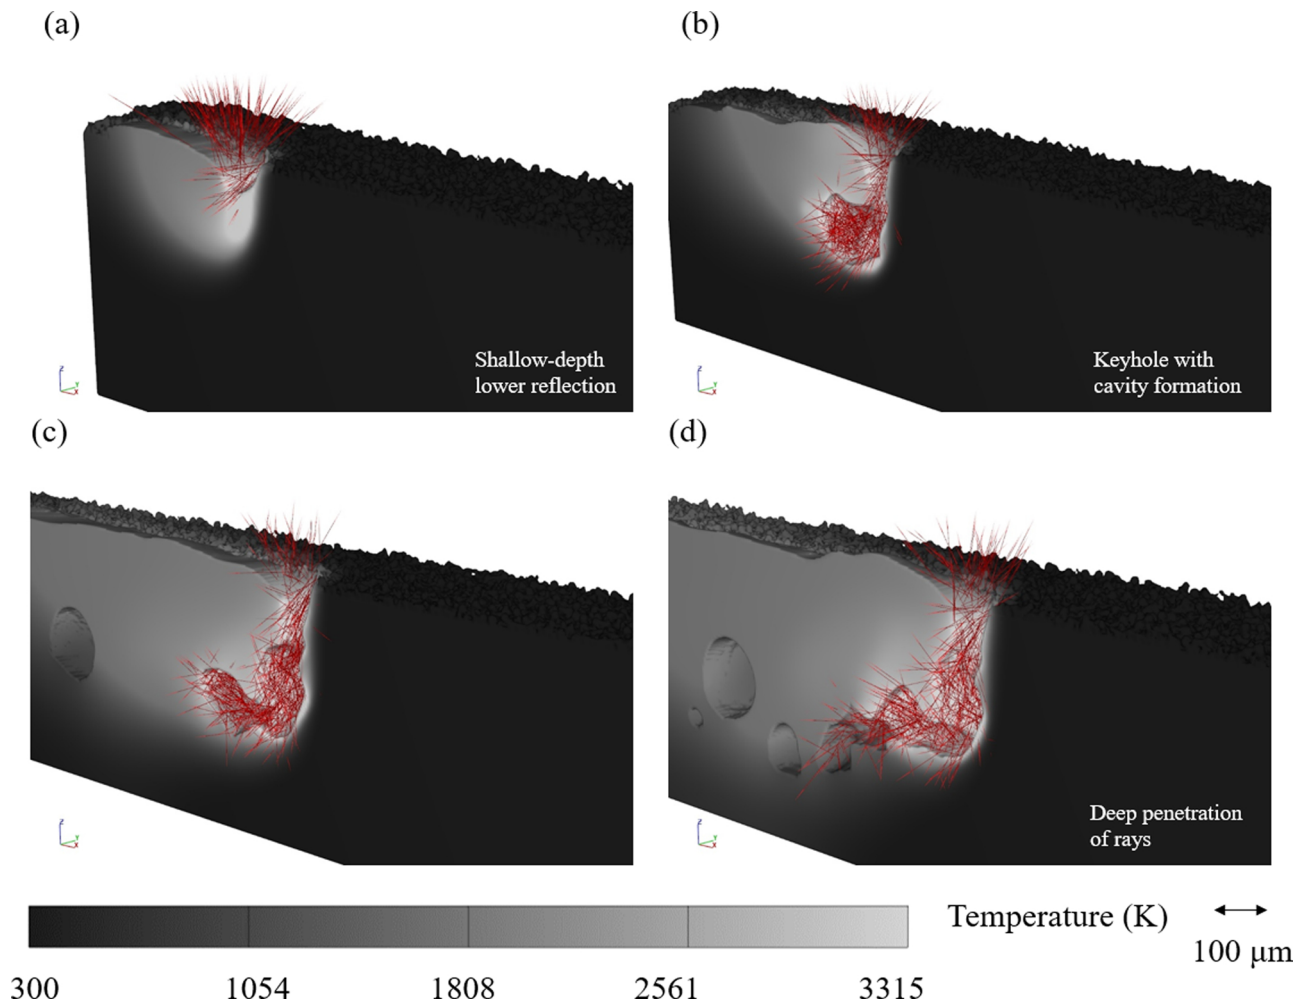 (a)
(b)
Shallow-depth
lower reflection
Keyhole with
cavity formation
(c)
(d)
Deep penetration
of rays
Temperature (K)
100 μm
300 1054 1808 2561 3315